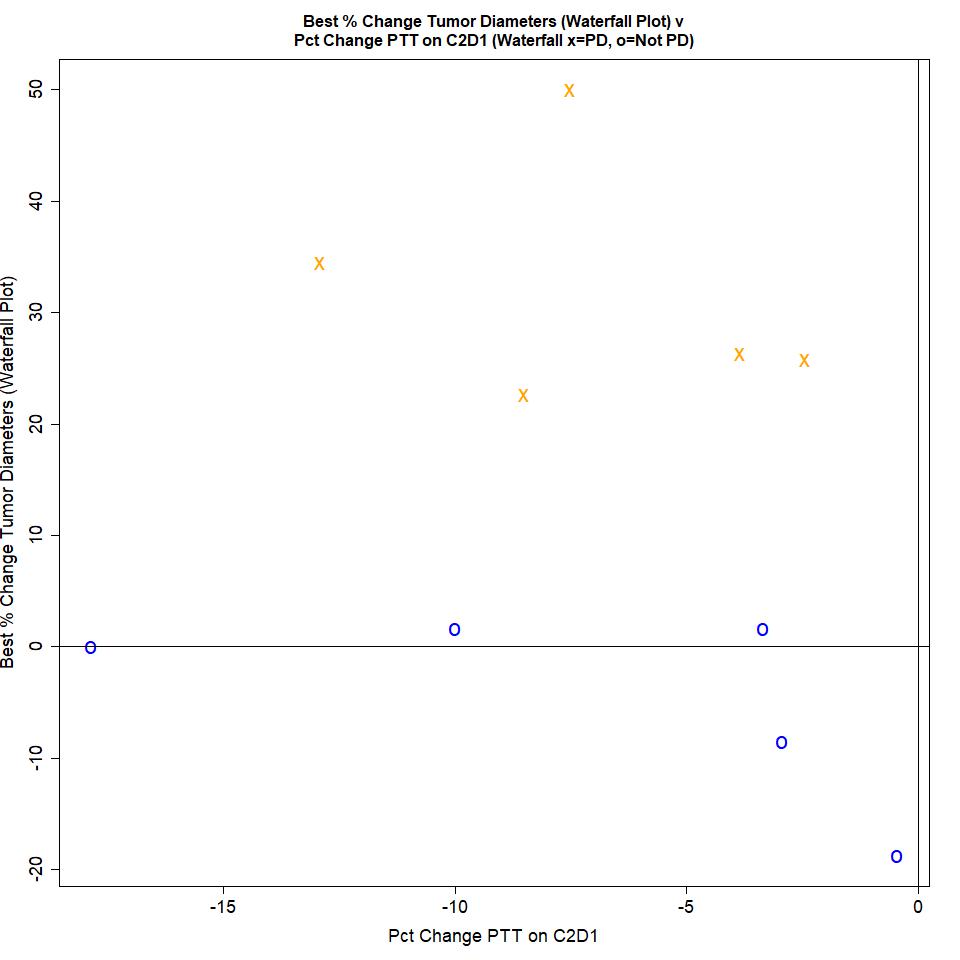 Best % Change Tumor Diameters (Waterfall Plot) v
Pct Change PTT on C2D1 (Waterfall x=PD, o=Not PD)
Best % Change Tumor Diameters (Waterfall Plot)
50
40
30
20
10
0
-10
-20
X
X
X
X
X
O
O
O
O
O
-15
-10
-5
0
Pct Change PTT on C2D1